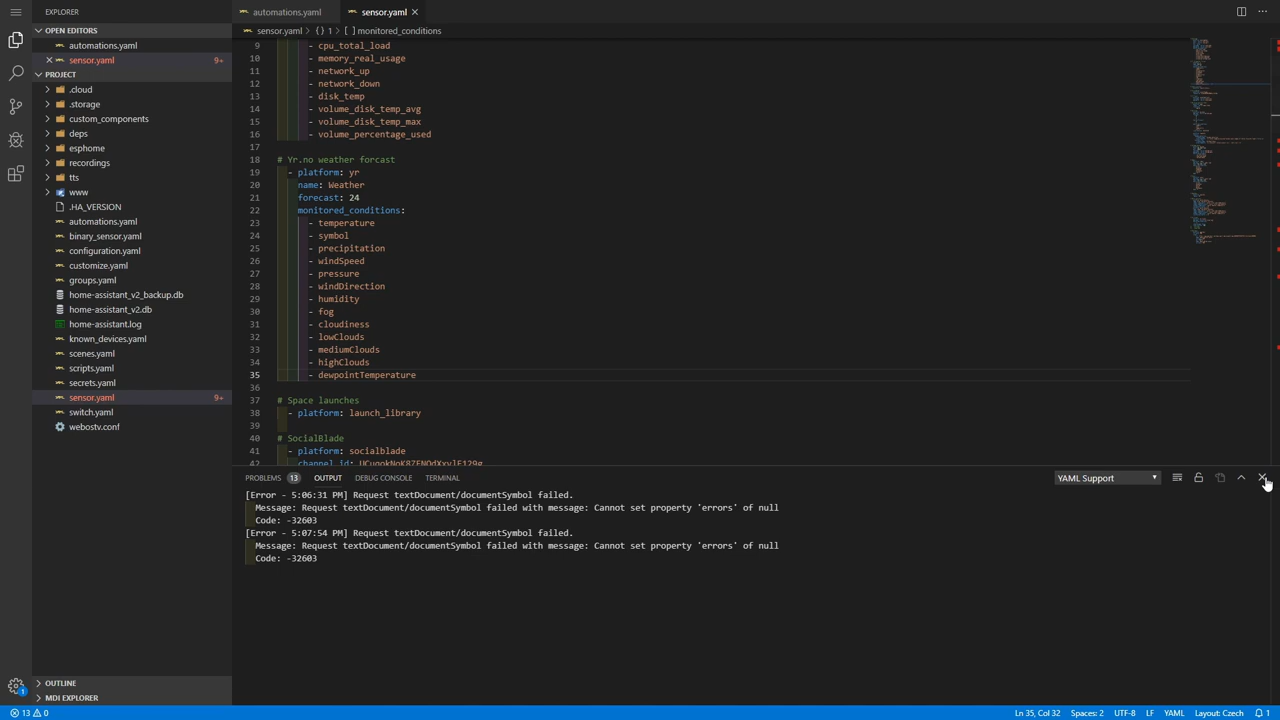 EXPLORER
OPEN EDITORS
automations.yaml
sensor.yaml 9+
PROJECT
.cloud
.storage
custom_components
deps
esphome
recordings
tts
www
.HA_VERSION
automations.yaml
binary_sensor.yaml
configuration.yaml
customize.yaml
groups.yaml
home-assistant_v2_backup.db
home-assistant_v2.db
home-assistant.log
known_devices.yaml
scenes.yaml
scripts.yaml
secrets.yaml
sensor.yaml 9+
switch.yaml
webostv.conf
OUTLINE
MDI EXPLORER
automations.yaml sensor.yaml
sensor.yaml > {} 1 > [ ] monitored_conditions
9 - cpu_total_load
10 - memory_real_usage
11 - network_up
12 - network_down
13 - disk_temp
14 - volume_disk_temp_avg
15 - volume_disk_temp_max
16 - volume_percentage_used
17
18 # Yr.no weather forcast
19 - platform: yr
20 name: Weather
21 forecast: 24
22 monitored_conditions:
23 - temperature
24 - symbol
25 - precipitation
26 - windSpeed
27 - pressure
28 - windDirection
29 - humidity
30 - fog
31 - cloudiness
32 - lowClouds
33 - mediumClouds
34 - highClouds
35 - dewpointTemperature
36
37 # Space launches
38 - platform: launch_library
39
40 # SocialBlade
41 - platform: socialblade
42 channel_id:
PROBLEMS 13 OUTPUT DEBUG CONSOLE TERMINAL YAML Support
[Error - 5:06:31 PM] Request textDocument/documentSymbol failed.
Message: Request textDocument/documentSymbol failed with message: Cannot set property 'errors' of null
Code: -32603
[Error - 5:07:54 PM] Request textDocument/documentSymbol failed.
Message: Request textDocument/documentSymbol failed with message: Cannot set property 'errors' of null
Code: -32603
1
13 0 Ln 35, Col 32 Spaces: 2 UTF-8 LF YAML Layout: Czech 1